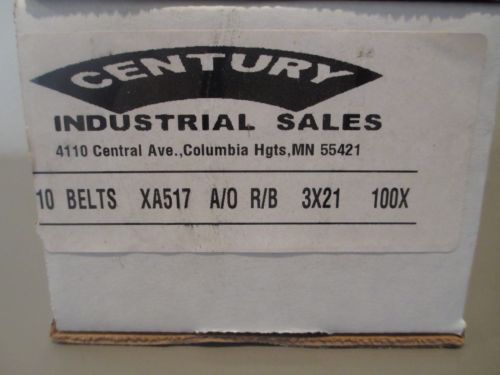 CENTURY
INDUSTRIAL SALES
4110 Central Ave.,Columbia Hgts,MN 55421
10 BELTS XA517 A/O R/B 3X21 100X